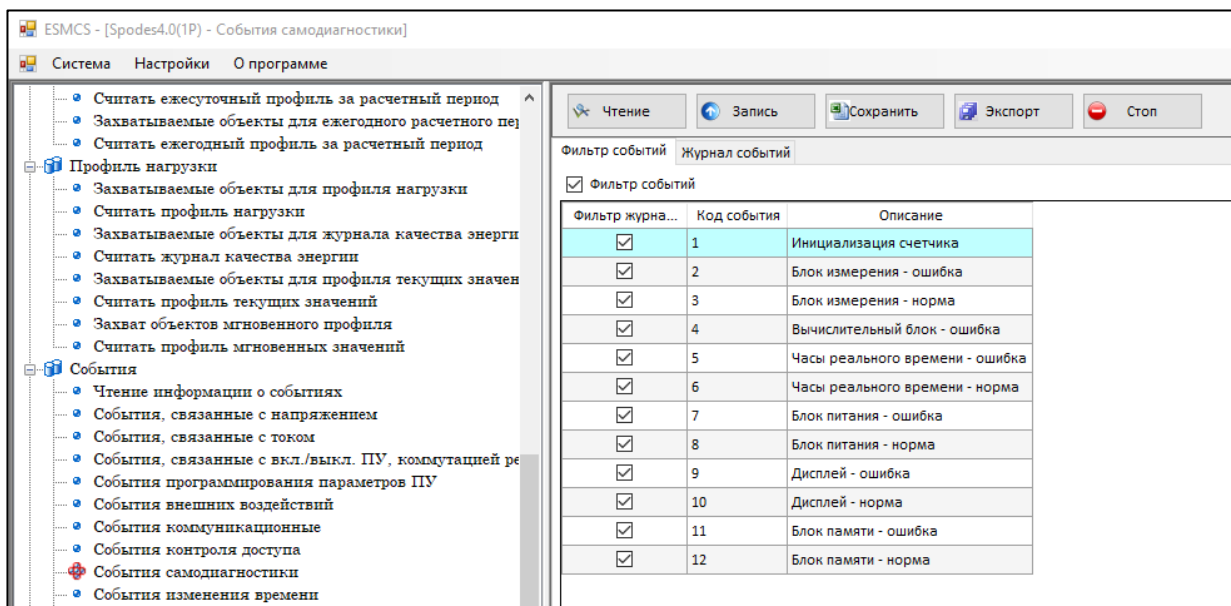 ESMCS - [Spodes4.0(1P) - События самодиагностики]
Система Настройки О программе
Считать ежесуточный профиль за расчетный период
Захватываемые объекты для ежегодного расчетного пе
Считать ежегодный профиль за расчетный период
Профиль нагрузки
Захватываемые объекты для профиля нагрузки
Считать профиль нагрузки
Захватываемые объекты для журнала качества энерги
Считать журнал качества энергии
Захватываемые объекты для профиля текущих значен
Считать профиль текущих значений
Захват объектов мгновенного профиля
Считать профиль мгновенных значений
События
Чтение информации о событиях
События, связанные с напряжением
События, связанные с током
События, связанные с вкл./выкл. ПУ, коммутацией ре
События программирования параметров ПУ
События внешних воздействий
События коммуникационные
События контроля доступа
События самодиагностики
События изменения времени
Чтение Запись Сохранить Экспорт Стоп
Фильтр событий Журнал событий
Фильтр событий
Фильтр журна... Код события Описание
1 Инициализация счетчика
2 Блок измерения - ошибка
3 Блок измерения - норма
4 Вычислительный блок - ошибка
5 Часы реального времени - ошибка
6 Часы реального времени - норма
7 Блок питания - ошибка
8 Блок питания - норма
9 Дисплей - ошибка
10 Дисплей - норма
11 Блок памяти - ошибка
12 Блок памяти - норма